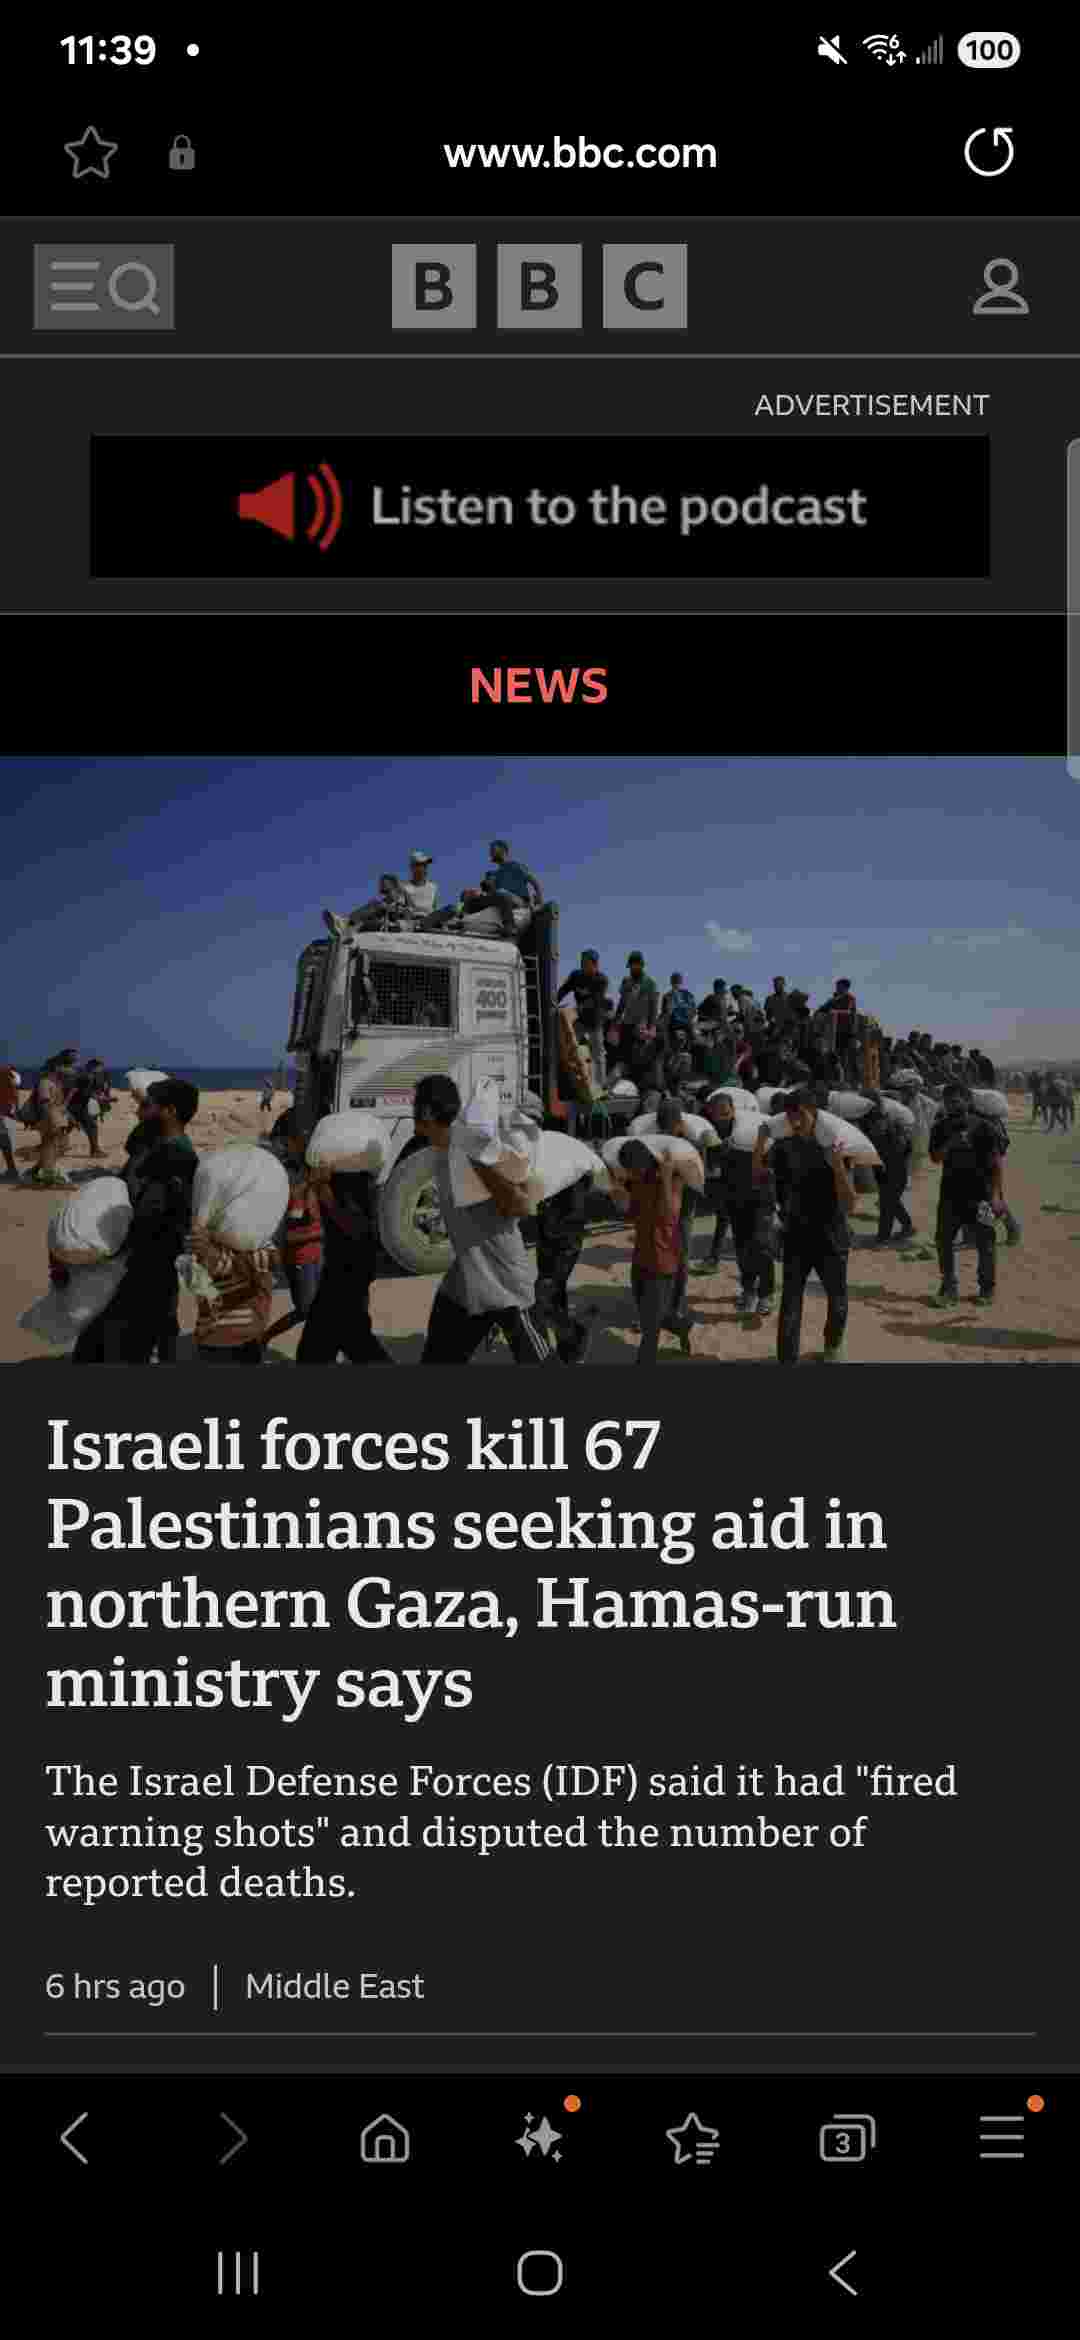 11:39
100
www.bbc.com
BBC
ADVERTISEMENT
Listen to the podcast
NEWS
400
Israeli forces kill 67
Palestinians seeking aid in
northern Gaza, Hamas-run
ministry says
The Israel Defense Forces (IDF) said it had "fired
warning shots" and disputed the number of
reported deaths.
6 hrs ago | Middle East
3